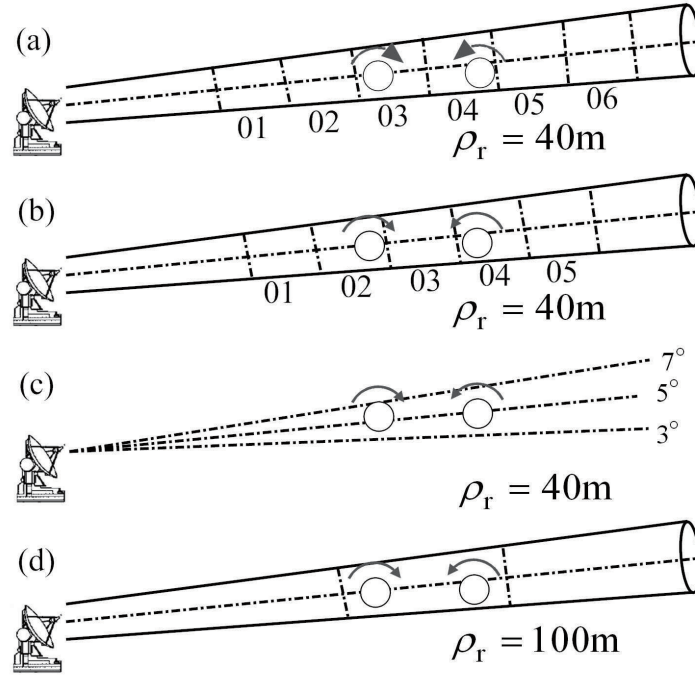 (a)
01 02 03 04 05 06
ρᵣ = 40m
(b)
01 02 03 04 05
ρᵣ = 40m
(c)
7°
5°
3°
ρᵣ = 40m
(d)
ρᵣ = 100m